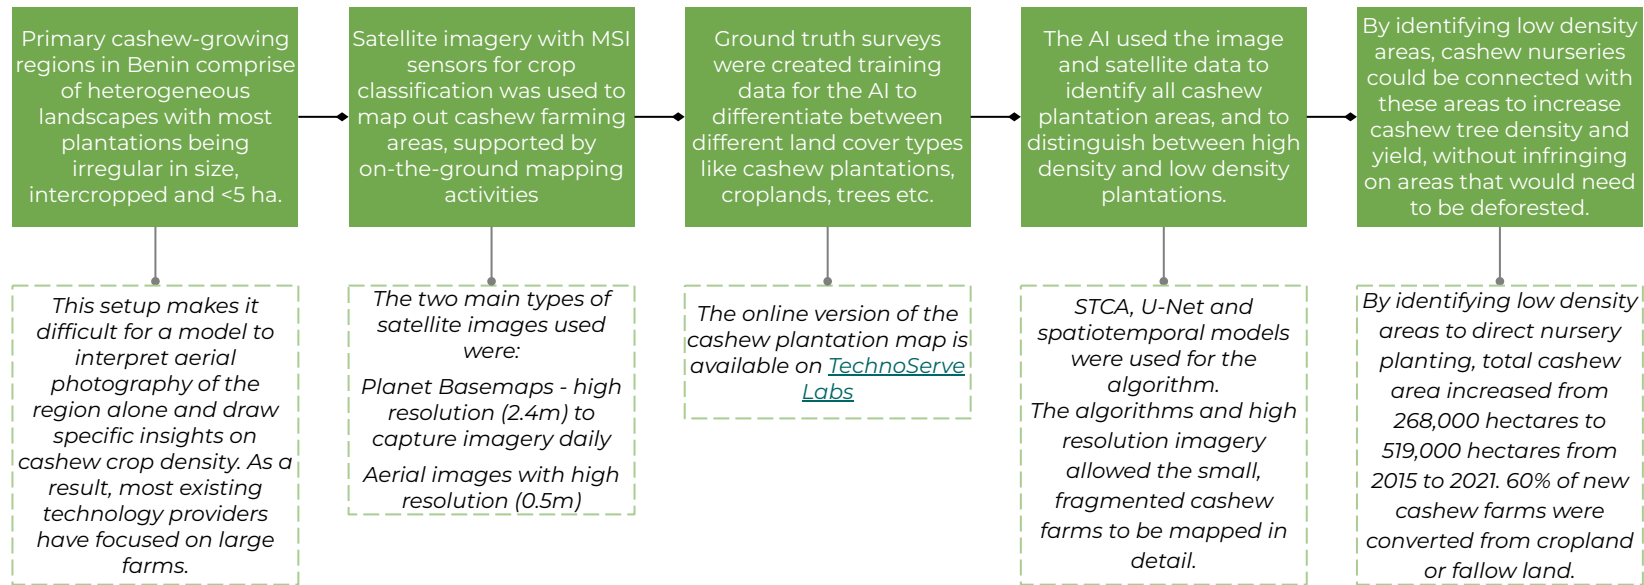 Primary cashew-growing
regions in Benin comprise
of heterogeneous
landscapes with most
plantations being
irregular in size,
intercropped and <5 ha.
Satellite imagery with MSI
sensors for crop
classification was used to
map out cashew farming
areas, supported by
on-the-ground mapping
activities
Ground truth surveys
were created training
data for the AI to
differentiate between
different land cover types
like cashew plantations,
croplands, trees etc.
The AI used the image
and satellite data to
identify all cashew
plantation areas, and to
distinguish between high
density and low density
plantations.
By identifying low density
areas, cashew nurseries
could be connected with
these areas to increase
cashew tree density and
yield, without infringing
on areas that would need
to be deforested.
This setup makes it
difficult for a model to
interpret aerial
photography of the
region alone and draw
specific insights on
cashew crop density. As a
result, most existing
technology providers
have focused on large
farms.
The two main types of
satellite images used
were:
Planet Basemaps - high
resolution (2.4m) to
capture imagery daily
Aerial images with high
resolution (0.5m)
The online version of the
cashew plantation map is
available on TechnoServe
Labs
STCA, U-Net and
spatiotemporal models
were used for the
algorithm.
The algorithms and high
resolution imagery
allowed the small,
fragmented cashew
farms to be mapped in
detail.
By identifying low density
areas to direct nursery
planting, total cashew
area increased from
268,000 hectares to
519,000 hectares from
2015 to 2021. 60% of new
cashew farms were
converted from cropland
or fallow land.